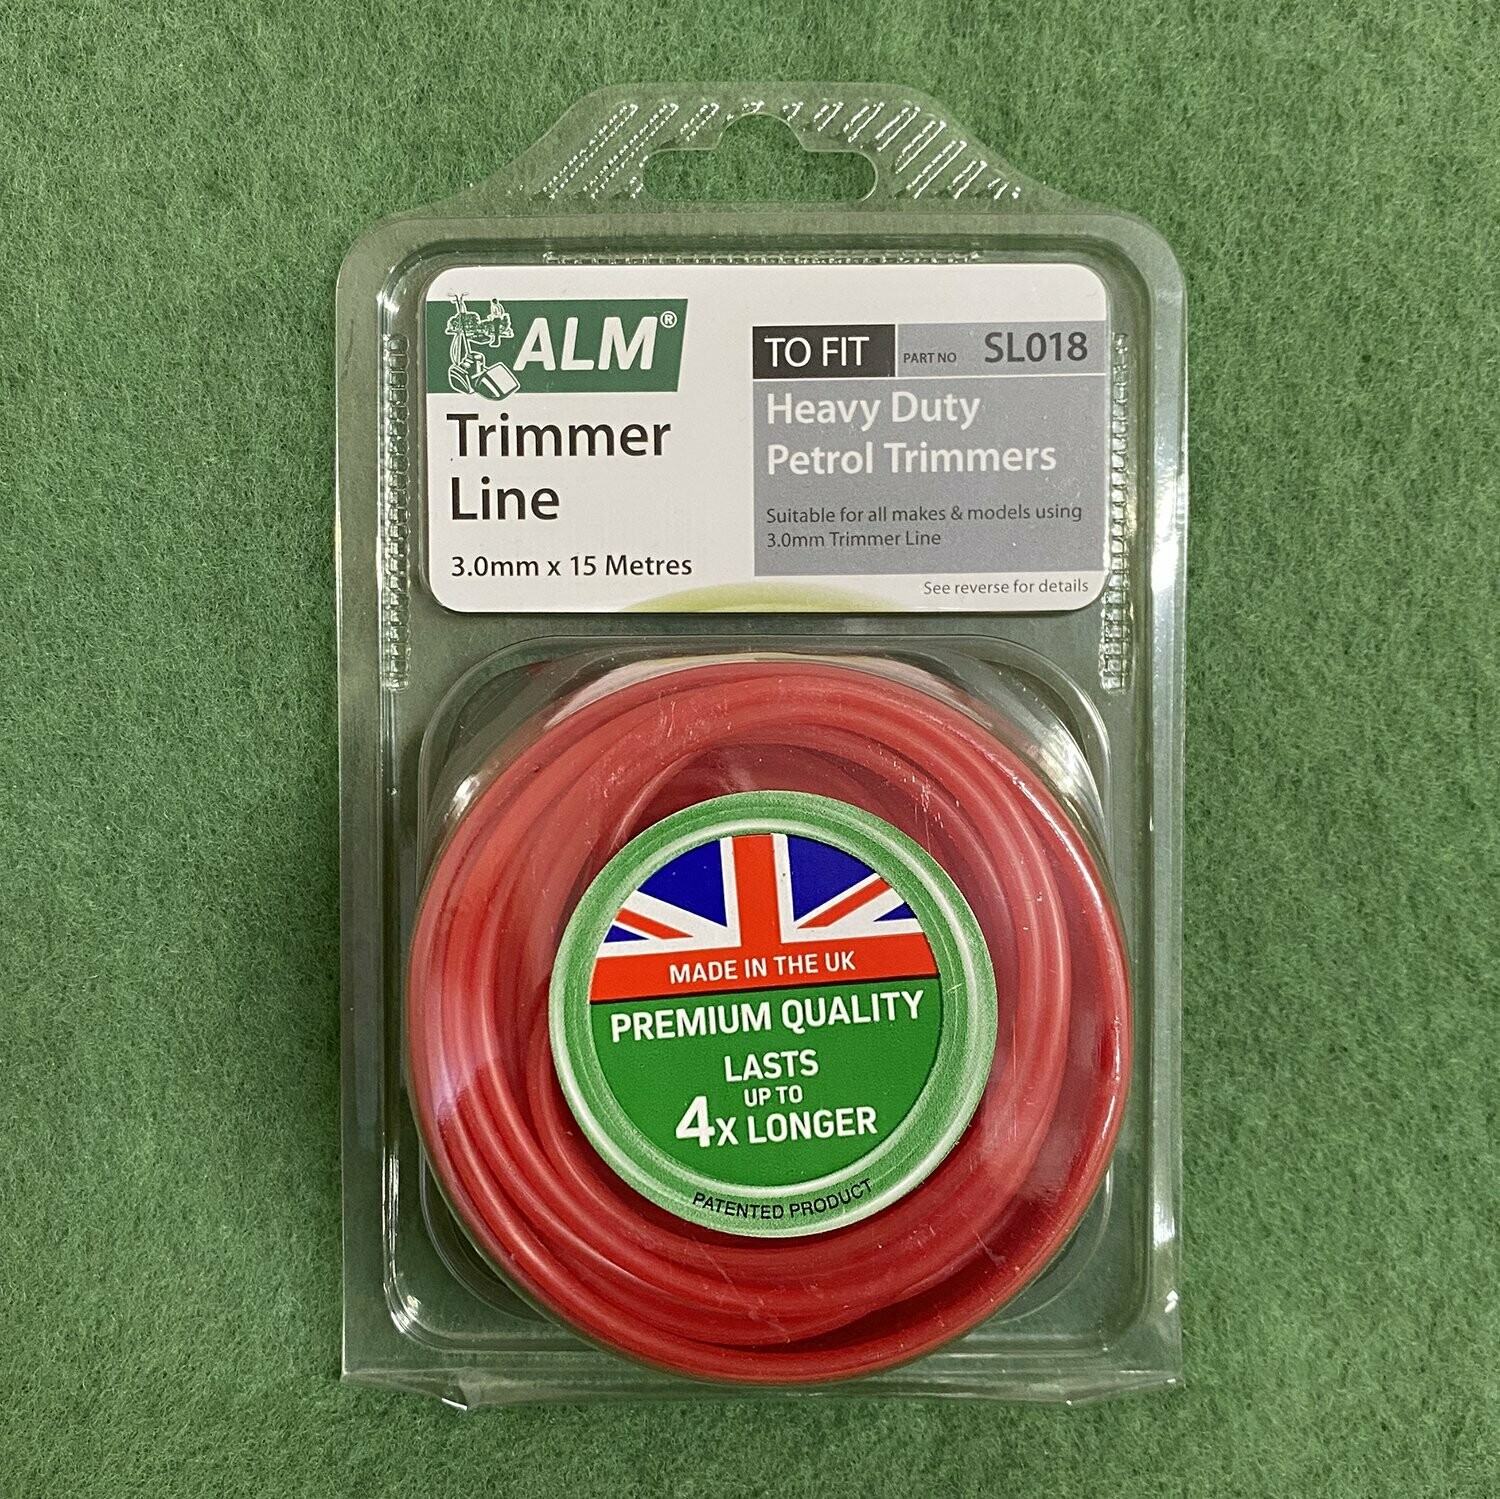 ALM®
Trimmer
Line
3.0mm x 15 Metres
TO FIT PART NO SL018
Heavy Duty
Petrol Trimmers
Suitable for all makes & models using
3.0mm Trimmer Line
See reverse for details
MADE IN THE UK
PREMIUM QUALITY
LASTS
UP TO
4X LONGER
PATENTED PRODUCT